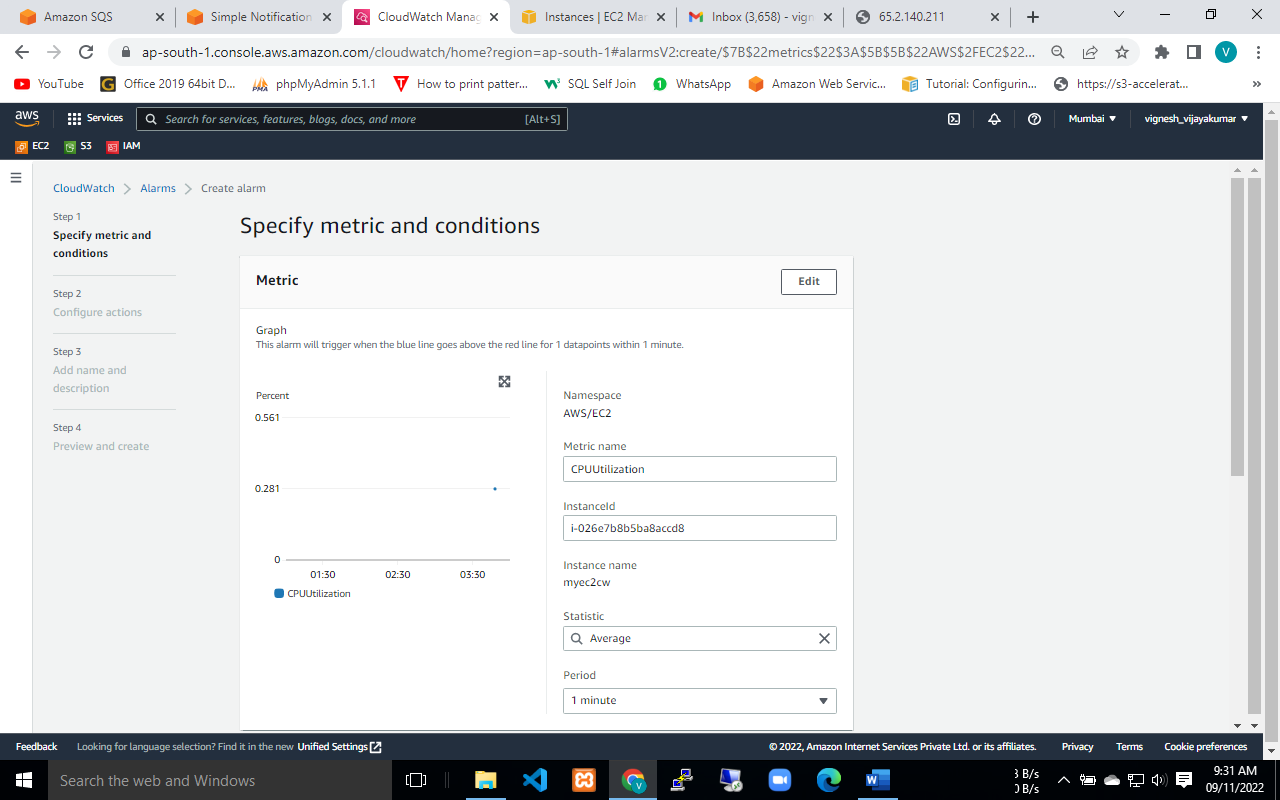 Amazon SQS
Simple Notification
CloudWatch Manag
Instances | EC2 Mar
Inbox (3,658) - vign
65.2.140.211
ap-south-1.console.aws.amazon.com/cloudwatch/home?region=ap-south-1#alarmsV2:create/$7B$22metrics$22$3A$5B$5B$22AWS$2FEC2$22...
V
YouTube
Office 2019 64bit D...
phpMyAdmin 5.1.1
How to print patter...
SQL Self Join
WhatsApp
Amazon Web Servic...
Tutorial: Configurin...
https://s3-accelerat...
aws
Services
Search for services, features, blogs, docs, and more
[Alt+S]
Mumbai
vignesh_vijayakumar
EC2
S3
IAM
CloudWatch
Alarms
Create alarm
Step 1
Specify metric and
conditions
Step 2
Configure actions
Step 3
Add name and
description
Step 4
Preview and create
Specify metric and conditions
Metric
Edit
Graph
This alarm will trigger when the blue line goes above the red line for 1 datapoints within 1 minute.
Percent
0.561
0.281
0
01:30
02:30
03:30
CPUUtilization
Namespace
AWS/EC2
Metric name
CPUUtilization
InstanceId
i-026e7b8b5ba8accd8
Instance name
myec2cw
Statistic
Average
Period
1 minute
Feedback
Looking for language selection? Find it in the new Unified Settings
© 2022, Amazon Internet Services Private Ltd. or its affiliates.
Privacy
Terms
Cookie preferences
Search the web and Windows
3 B/s
0 B/s
9:31 AM
09/11/2022